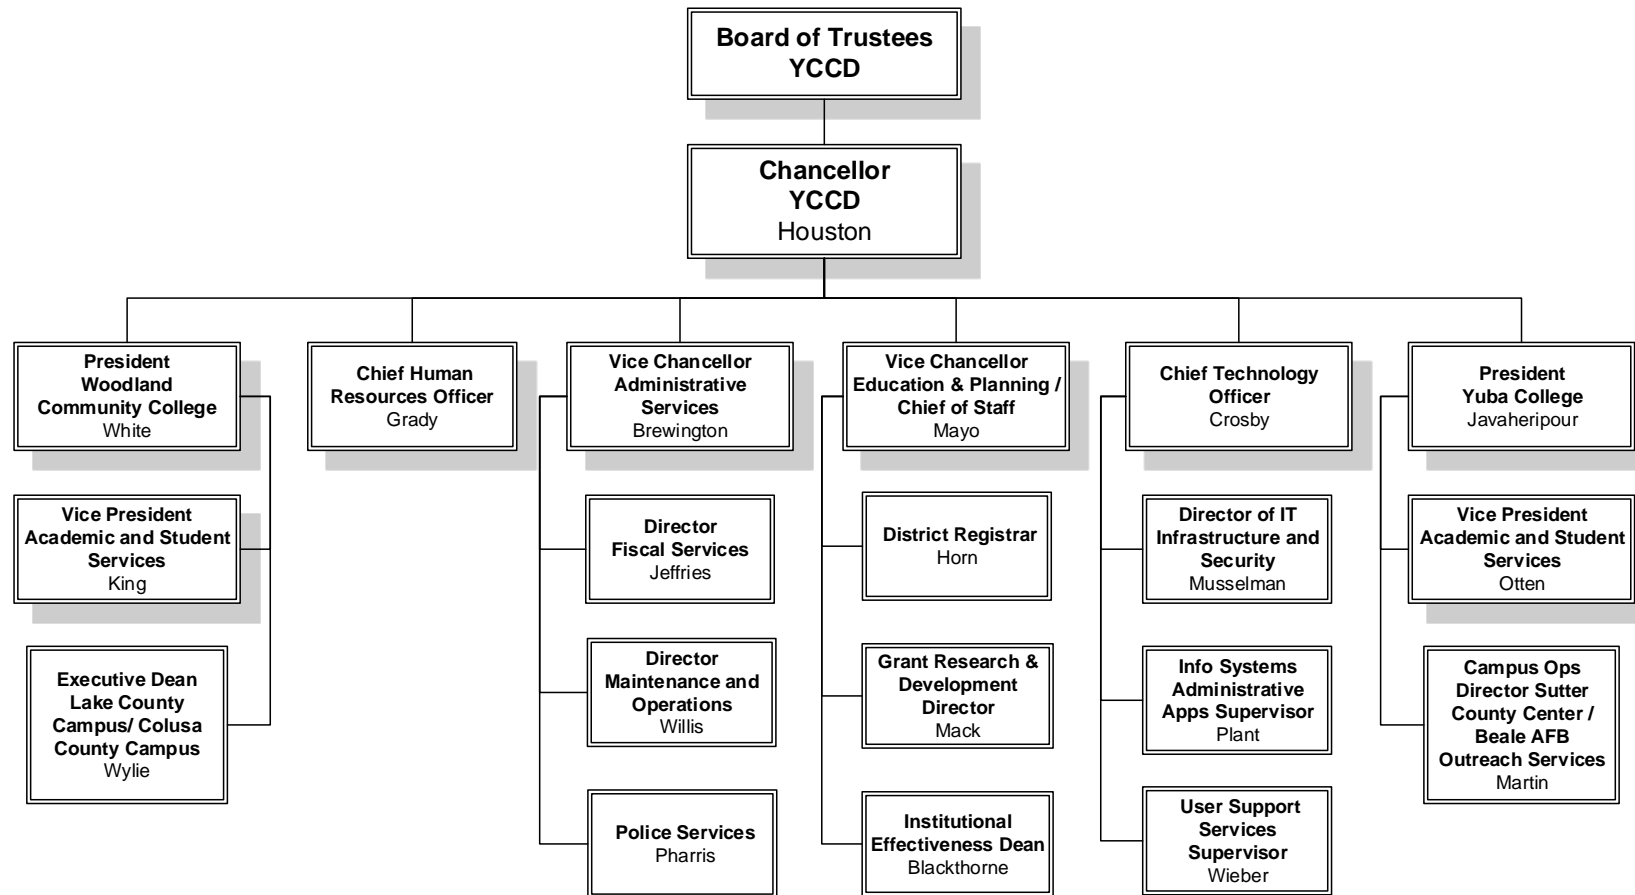 Board of Trustees
YCCD
Chancellor
YCCD
Houston
President
Woodland
Community College
White
Chief Human
Resources Officer
Grady
Vice Chancellor
Administrative
Services
Brewington
Vice Chancellor
Education & Planning /
Chief of Staff
Mayo
Chief Technology
Officer
Crosby
President
Yuba College
Javaheripour
Vice President
Academic and Student
Services
King
Director
Fiscal Services
Jeffries
District Registrar
Horn
Director of IT
Infrastructure and
Security
Musselman
Vice President
Academic and Student
Services
Otten
Executive Dean
Lake County
Campus/ Colusa
County Campus
Wylie
Director
Maintenance and
Operations
Willis
Grant Research &
Development
Director
Mack
Info Systems
Administrative
Apps Supervisor
Plant
Campus Ops
Director Sutter
County Center /
Beale AFB
Outreach Services
Martin
Police Services
Pharris
Institutional
Effectiveness Dean
Blackthorne
User Support
Services
Supervisor
Wieber